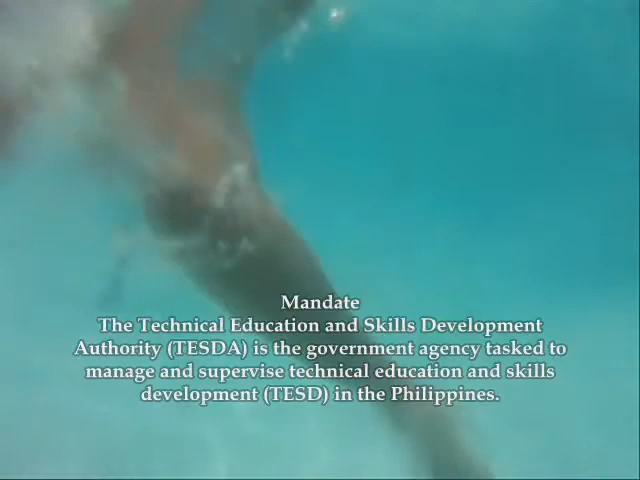 Mandate
The Technical Education and Skills Development
Authority (TESDA) is the government agency tasked to
manage and supervise technical education and skills
development (TESD) in the Philippines.